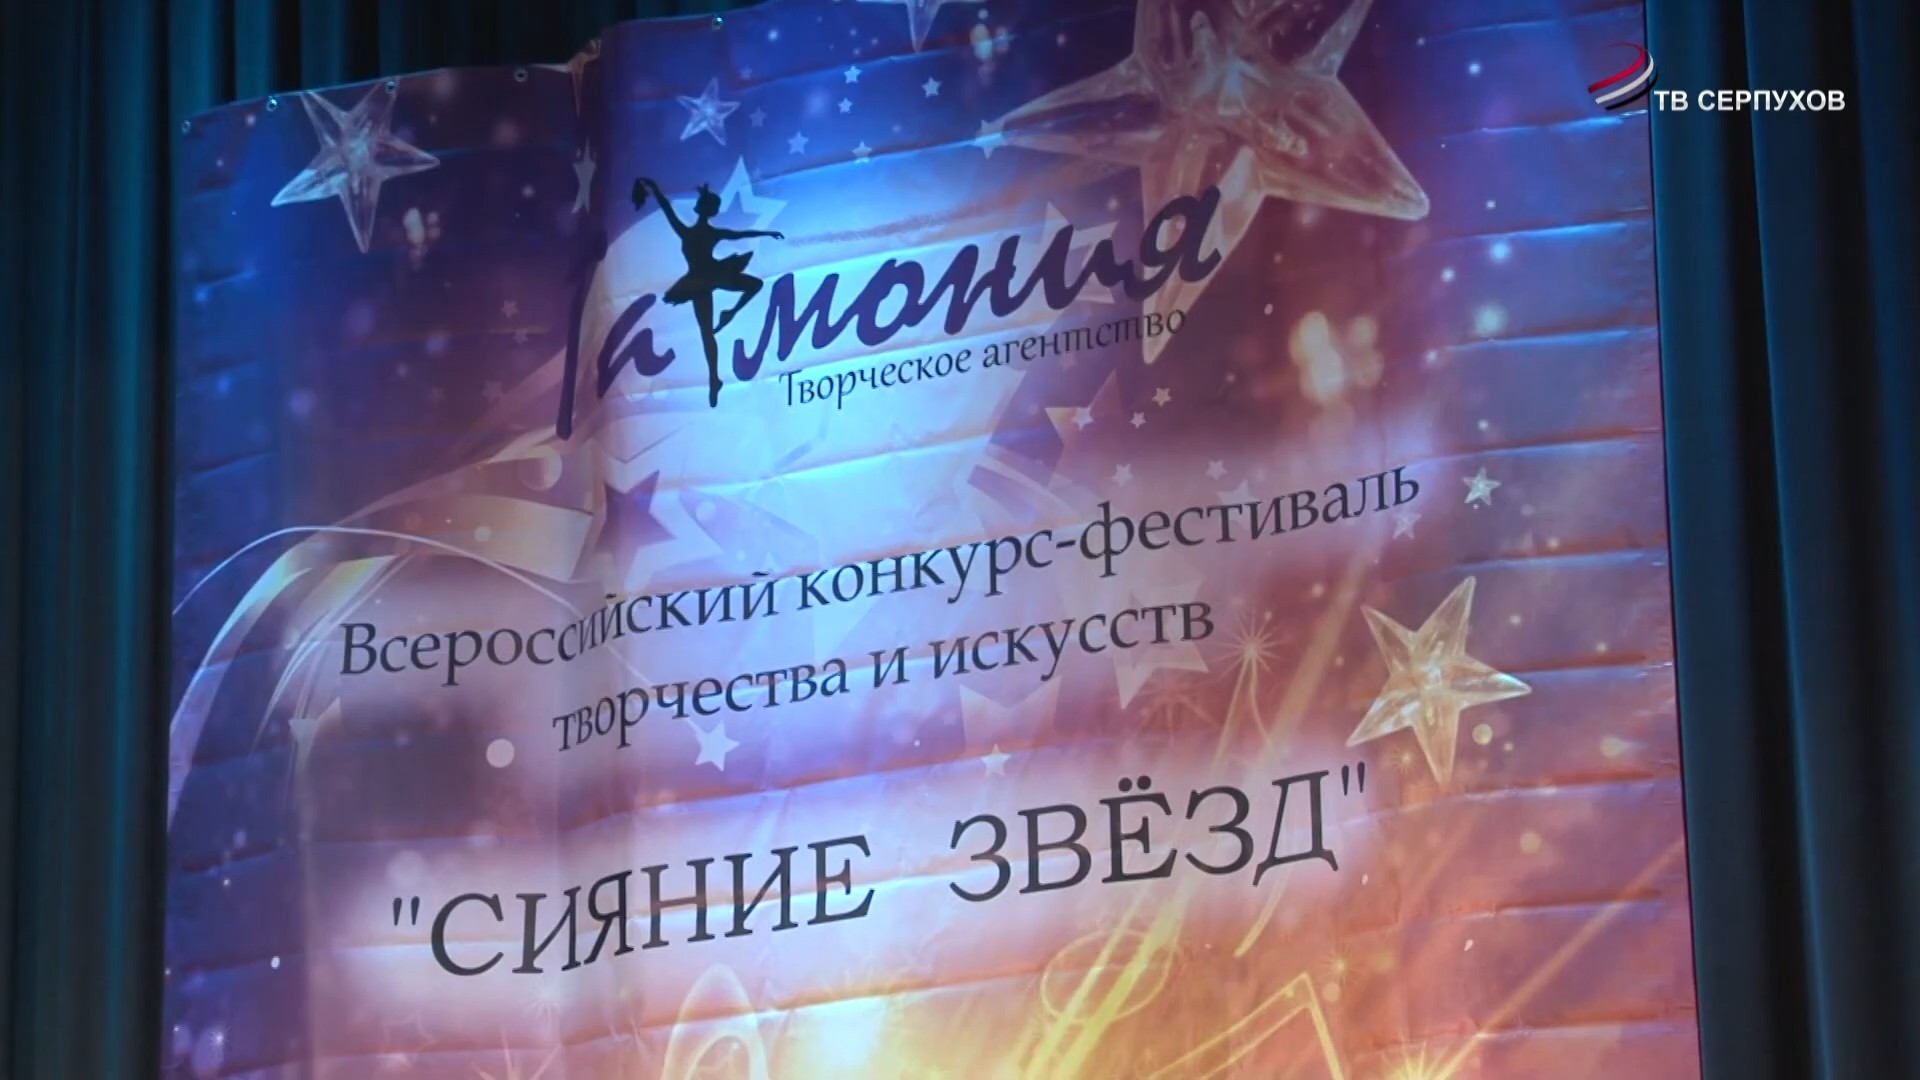 ТВ СЕРПУХОВ
Гармония
Творческое агентство
Всероссийский конкурс-фестиваль
творчества и искусств
"СИЯНИЕ ЗВЁЗД"